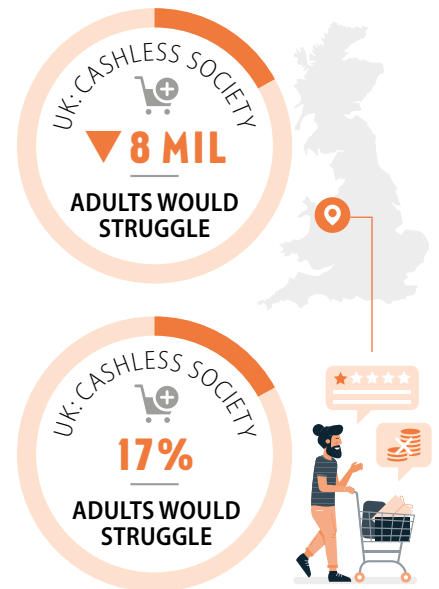 UK: CASHLESS SOCIETY
▼8 MIL
ADULTS WOULD
STRUGGLE
UK: CASHLESS SOCIETY
17%
ADULTS WOULD
STRUGGLE